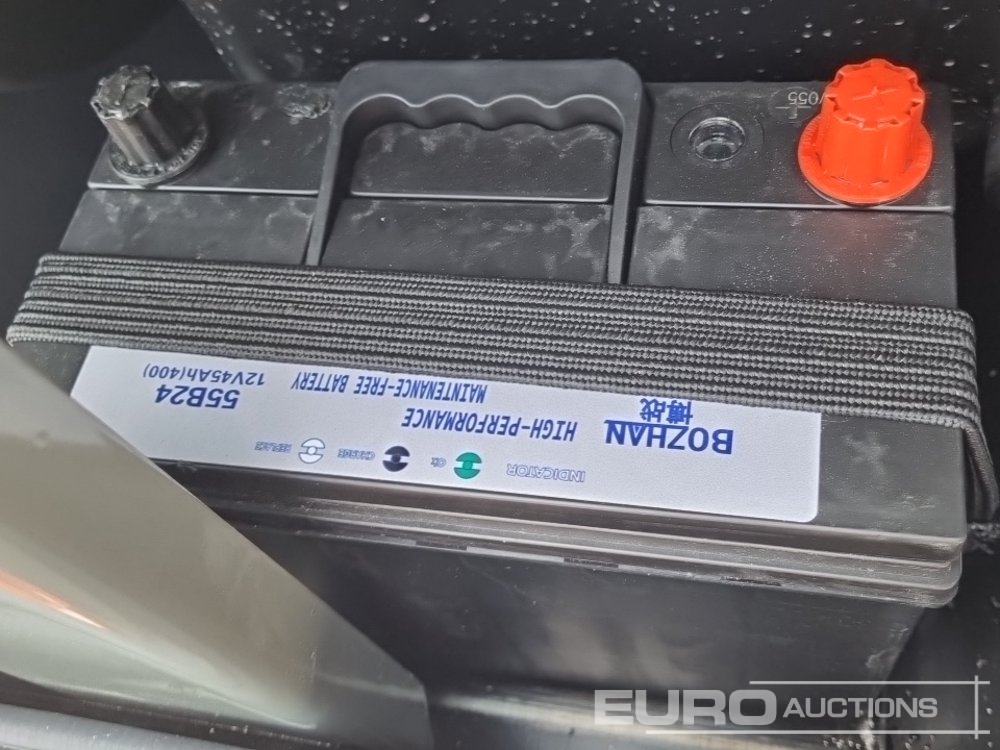 BOZHAN
博战
HIGH-PERFORMANCE
MAINTENANCE-FREE BATTERY
55B24
12V45Ah(400)
INDICATOR
OK
CHARGE
REPLACE
EURO AUCTIONS